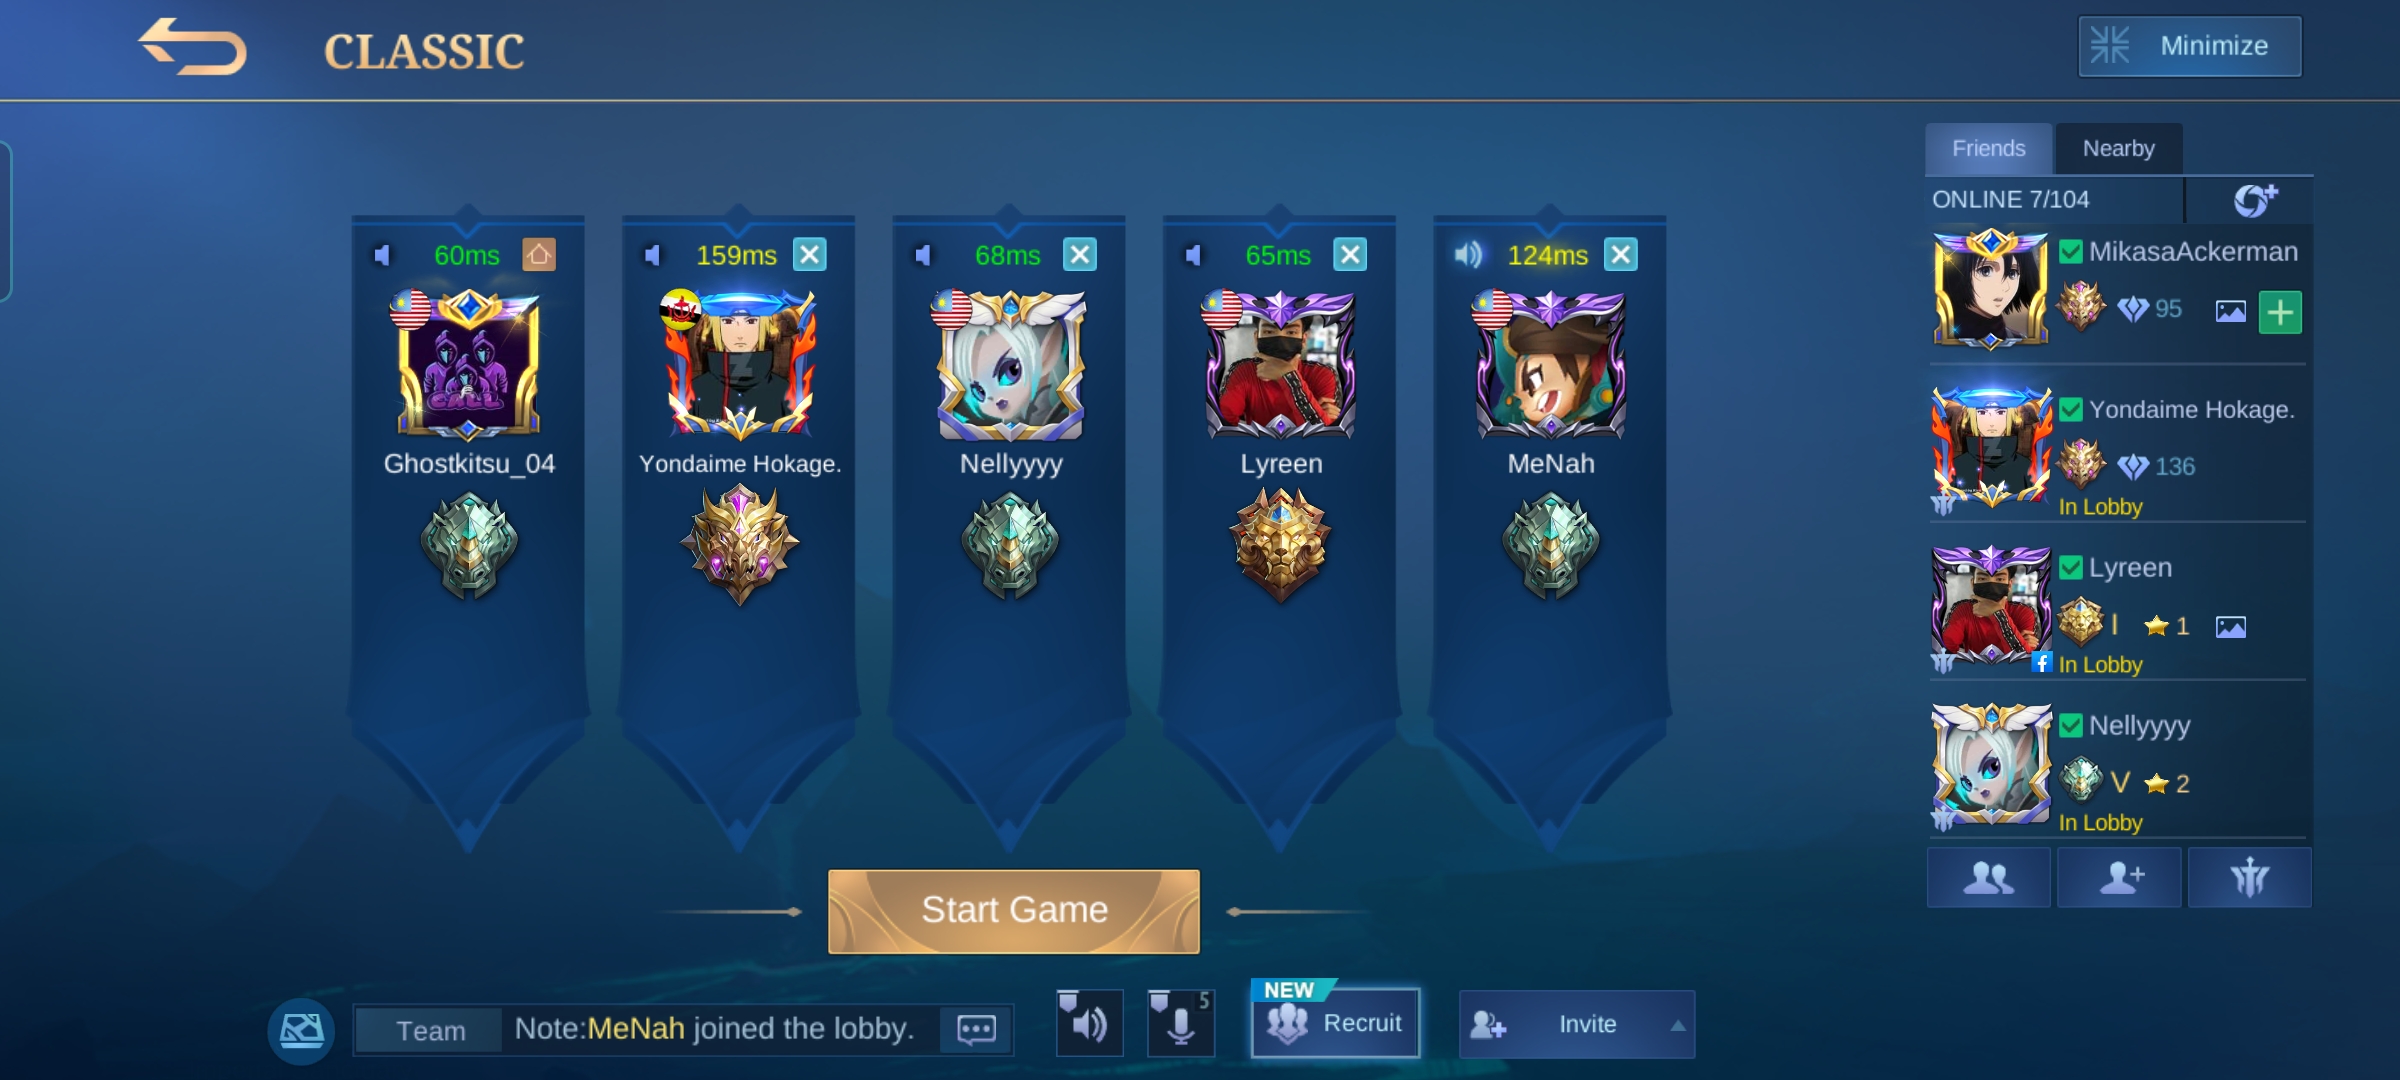 CLASSIC
Minimize
Friends
Nearby
ONLINE 7/104
60ms
159ms
68ms
65ms
124ms
Ghostkitsu_04
Yondaime Hokage.
Nellyyyy
Lyreen
MeNah
MikasaAckerman
95
Yondaime Hokage.
136
In Lobby
Lyreen
I
1
In Lobby
Nellyyyy
V
2
In Lobby
Start Game
Team
Note:MeNah joined the lobby.
5
NEW
Recruit
Invite